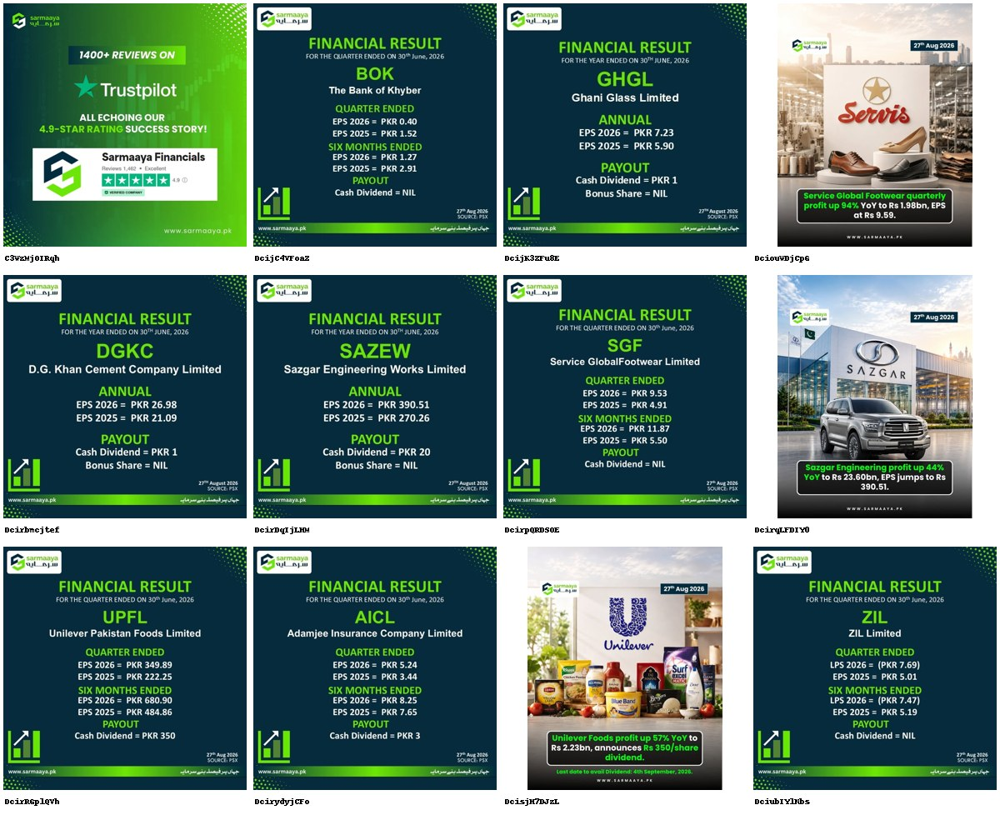 sarmaaya
سرمـــایه
1400+ REVIEWS ON
Trustpilot
ALL ECHOING OUR
4.9-STAR RATING SUCCESS STORY!
Sarmaaya Financials
Reviews 1,462 • Excellent
4.9
VERIFIED COMPANY
www.sarmaaya.pk
C3WzWjOIRqh
sarmaaya
سرمـــایه
FINANCIAL RESULT
FOR THE QUARTER ENDED ON 30th June, 2026
BOK
The Bank of Khyber
QUARTER ENDED
EPS 2026 = PKR 0.40
EPS 2025 = PKR 1.52
SIX MONTHS ENDED
EPS 2026 = PKR 1.27
EPS 2025 = PKR 2.91
PAYOUT
Cash Dividend = NIL
27th Aug 2026
SOURCE: PSX
www.sarmaaya.pk
جہاں ہر فیصلہ بنے سرمایہ
DcijC4VFoaZ
sarmaaya
سرمـــایه
FINANCIAL RESULT
FOR THE YEAR ENDED ON 30TH JUNE, 2026
GHGL
Ghani Glass Limited
ANNUAL
EPS 2026 = PKR 7.23
EPS 2025 = PKR 5.90
PAYOUT
Cash Dividend = PKR 1
Bonus Share = NIL
27TH August 2026
SOURCE: PSX
www.sarmaaya.pk
جہاں ہر فیصلہ بنے سرمایہ
DcijK3ZFu8E
sarmaaya
سرمـــایه
27th Aug 2026
Servis
Service Global Footwear quarterly
profit up 94% YoY to Rs 1.98bn, EPS
at Rs 9.59.
WWW.SARMAAYA.PK
DciouWDjCpG
sarmaaya
سرمـــایه
FINANCIAL RESULT
FOR THE YEAR ENDED ON 30TH JUNE, 2026
DGKC
D.G. Khan Cement Company Limited
ANNUAL
EPS 2026 = PKR 26.98
EPS 2025 = PKR 21.09
PAYOUT
Cash Dividend = PKR 1
Bonus Share = NIL
27TH August 2026
SOURCE: PSX
www.sarmaaya.pk
جہاں ہر فیصلہ بنے سرمایہ
Dcirbmcjtef
sarmaaya
سرمـــایه
FINANCIAL RESULT
FOR THE YEAR ENDED ON 30TH JUNE, 2026
SAZEW
Sazgar Engineering Works Limited
ANNUAL
EPS 2026 = PKR 390.51
EPS 2025 = PKR 270.26
PAYOUT
Cash Dividend = PKR 20
Bonus Share = NIL
27TH August 2026
SOURCE: PSX
www.sarmaaya.pk
جہاں ہر فیصلہ بنے سرمایہ
DcirDqIjLHM
sarmaaya
سرمـــایه
FINANCIAL RESULT
FOR THE QUARTER ENDED ON 30th June, 2026
SGF
Service GlobalFootwear Limited
QUARTER ENDED
EPS 2026 = PKR 9.53
EPS 2025 = PKR 4.91
SIX MONTHS ENDED
EPS 2026 = PKR 11.87
EPS 2025 = PKR 5.50
PAYOUT
Cash Dividend = NIL
27th Aug 2026
SOURCE: PSX
www.sarmaaya.pk
جہاں ہر فیصلہ بنے سرمایہ
DcirpQRDS0E
sarmaaya
سرمـــایه
27th Aug 2026
SAZGAR
Sazgar Engineering profit up 44%
YoY to Rs 23.60bn, EPS jumps to Rs
390.51.
WWW.SARMAAYA.PK
DcirqLFDIY0
sarmaaya
سرمـــایه
FINANCIAL RESULT
FOR THE QUARTER ENDED ON 30th June, 2026
UPFL
Unilever Pakistan Foods Limited
QUARTER ENDED
EPS 2026 = PKR 349.89
EPS 2025 = PKR 222.25
SIX MONTHS ENDED
EPS 2026 = PKR 680.90
EPS 2025 = PKR 484.86
PAYOUT
Cash Dividend = PKR 350
27th Aug 2026
SOURCE: PSX
www.sarmaaya.pk
جہاں ہر فیصلہ بنے سرمایہ
DcirRGplQVh
sarmaaya
سرمـــایه
FINANCIAL RESULT
FOR THE QUARTER ENDED ON 30th June, 2026
AICL
Adamjee Insurance Company Limited
QUARTER ENDED
EPS 2026 = PKR 5.24
EPS 2025 = PKR 3.44
SIX MONTHS ENDED
EPS 2026 = PKR 8.25
EPS 2025 = PKR 7.65
PAYOUT
Cash Dividend = PKR 3
27th Aug 2026
SOURCE: PSX
www.sarmaaya.pk
جہاں ہر فیصلہ بنے سرمایہ
DcirydyjCFo
sarmaaya
سرمـــایه
27th Aug 2026
Unilever
Knorr
Surf
excel
Blue Band
Dove
Unilever Foods profit up 57% YoY to
Rs 2.23bn, announces Rs 350/share
dividend.
Last date to avail Dividend: 4th September, 2026.
WWW.SARMAAYA.PK
DcisjM7DJzL
sarmaaya
سرمـــایه
FINANCIAL RESULT
FOR THE QUARTER ENDED ON 30th June, 2026
ZIL
ZIL Limited
QUARTER ENDED
LPS 2026 = (PKR 7.69)
EPS 2025 = PKR 5.01
SIX MONTHS ENDED
LPS 2026 = (PKR 7.47)
EPS 2025 = PKR 5.19
PAYOUT
Cash Dividend = NIL
27th Aug 2026
SOURCE: PSX
www.sarmaaya.pk
جہاں ہر فیصلہ بنے سرمایہ
DciubIYlNbs